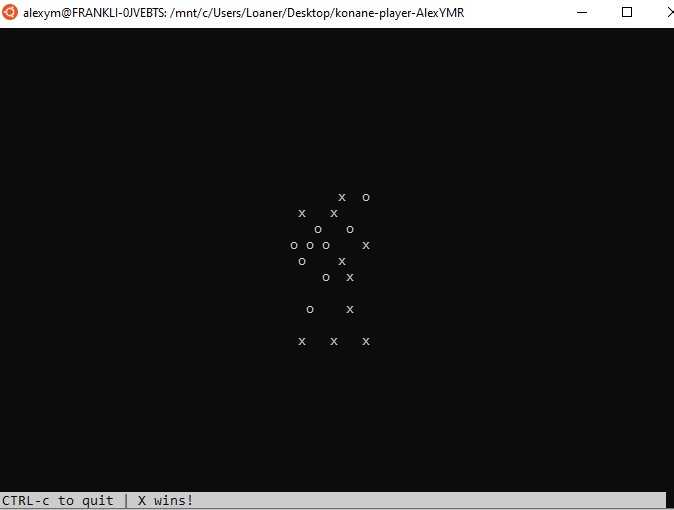 alexym@FRANKLI-0JVEBTS: /mnt/c/Users/Loaner/Desktop/konane-player-AlexYMR
x o
x x
o o
o o o x
o x
o x
o x
x x x
CTRL-c to quit | X wins!